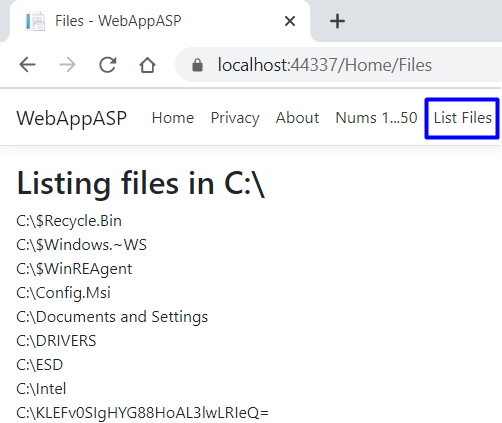 Files - WebAppASP
localhost:44337/Home/Files
WebAppASP Home Privacy About Nums 1...50 List Files
Listing files in C:\
C:\$Recycle.Bin
C:\$Windows.~WS
C:\$WinREAgent
C:\Config.Msi
C:\Documents and Settings
C:\DRIVERS
C:\ESD
C:\Intel
C:\KLEFv0SIgHYG88HoAL3lwLRIeQ=